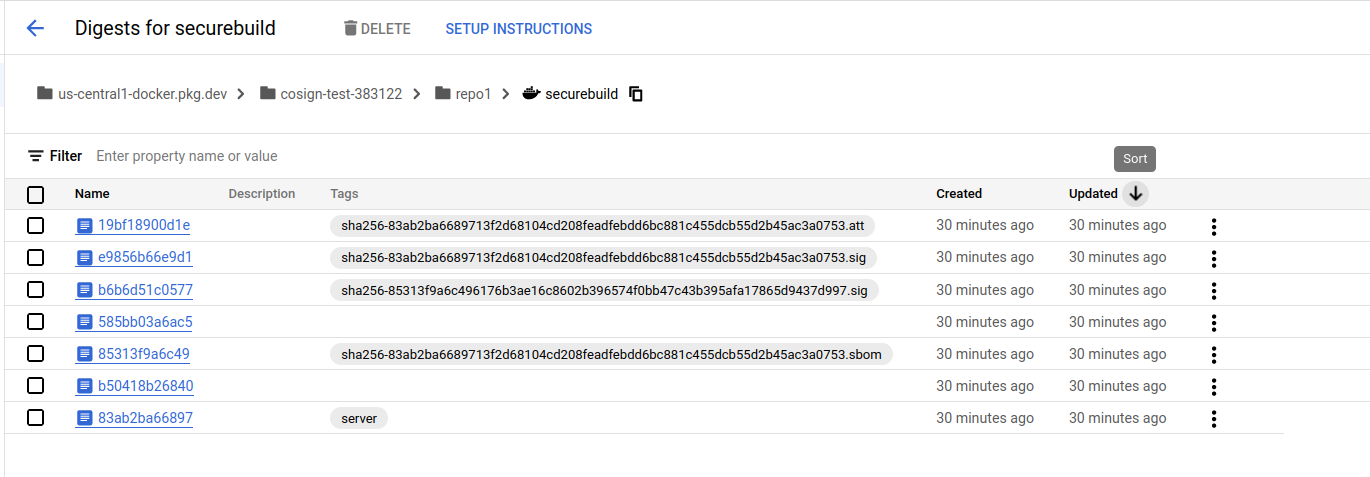 Digests for securebuild DELETE SETUP INSTRUCTIONS
us-central1-docker.pkg.dev cosign-test-383122 repo1 securebuild
Filter Enter property name or value
Sort
Name Description Tags Created Updated
19bf18900d1e sha256-83ab2ba6689713f2d68104cd208feadfebdd6bc881c455dcb55d2b45ac3a0753.att 30 minutes ago 30 minutes ago
e9856b66e9d1 sha256-83ab2ba6689713f2d68104cd208feadfebdd6bc881c455dcb55d2b45ac3a0753.sig 30 minutes ago 30 minutes ago
b6b6d51c0577 sha256-85313f9a6c496176b3ae16c8602b396574f0bb47c43b395afa17865d9437d997.sig 30 minutes ago 30 minutes ago
585bb03a6ac5 30 minutes ago 30 minutes ago
85313f9a6c49 sha256-83ab2ba6689713f2d68104cd208feadfebdd6bc881c455dcb55d2b45ac3a0753.sbom 30 minutes ago 30 minutes ago
b50418b26840 30 minutes ago 30 minutes ago
83ab2ba66897 server 30 minutes ago 30 minutes ago